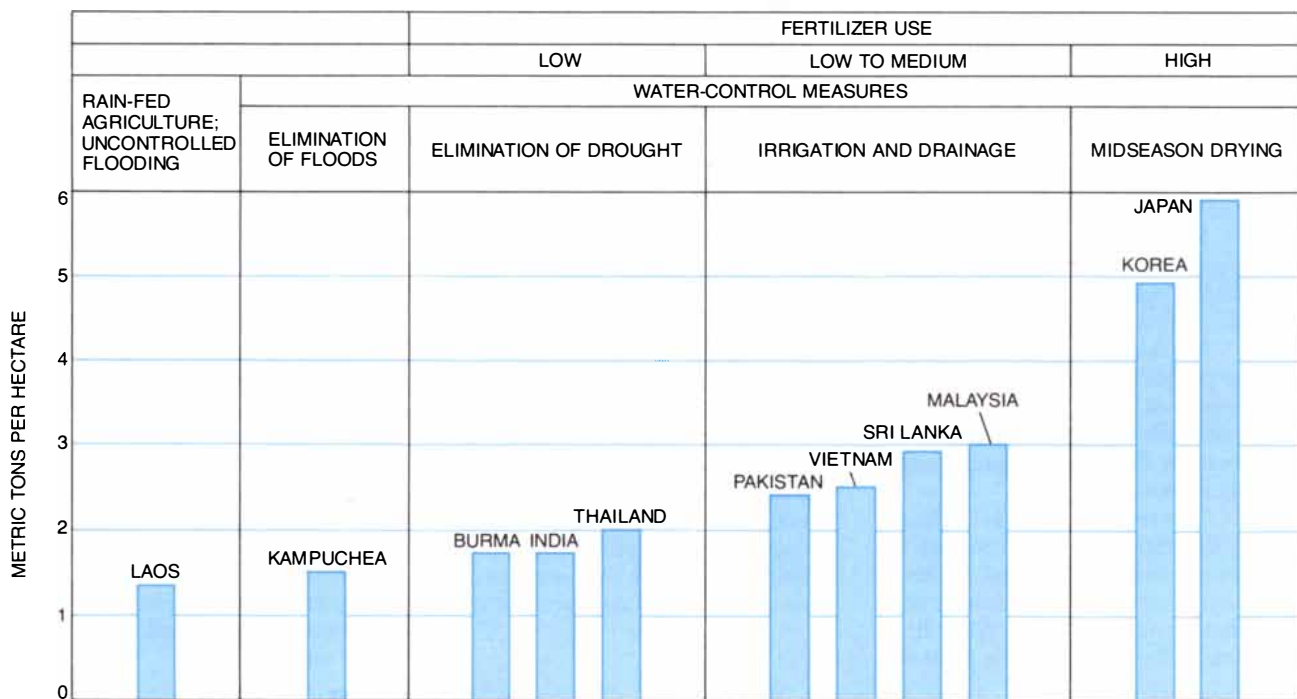 FERTILIZER USE
LOW
LOW TO MEDIUM
HIGH
RAIN-FED
AGRICULTURE;
UNCONTROLLED
FLOODING
WATER-CONTROL MEASURES
ELIMINATION
OF FLOODS
ELIMINATION OF DROUGHT
IRRIGATION AND DRAINAGE
MIDSEASON DRYING
METRIC TONS PER HECTARE
6
5
4
3
2
1
0
LAOS
KAMPUCHEA
BURMA
INDIA
THAILAND
PAKISTAN
VIETNAM
SRI LANKA
MALAYSIA
KOREA
JAPAN